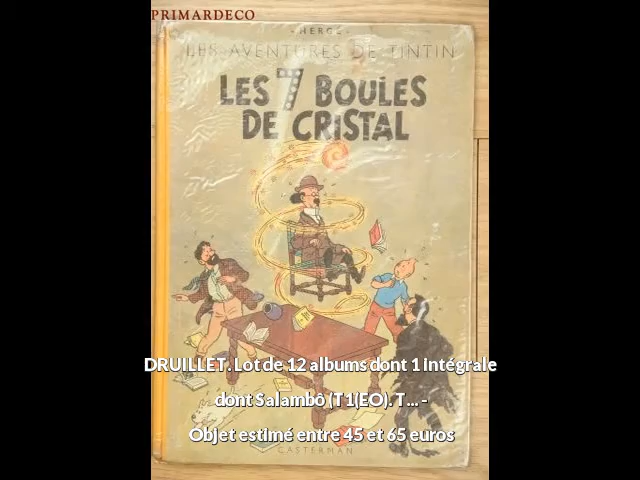 PRIMARDECO
- HERGÉ -
LES AVENTURES DE TINTIN
LES 7 BOULES
DE CRISTAL
DRUILLET. Lot de 12 albums dont 1 Intégrale
dont Salambô (T1(EO). T... -
Objet estimé entre 45 et 65 euros
CASTERMAN